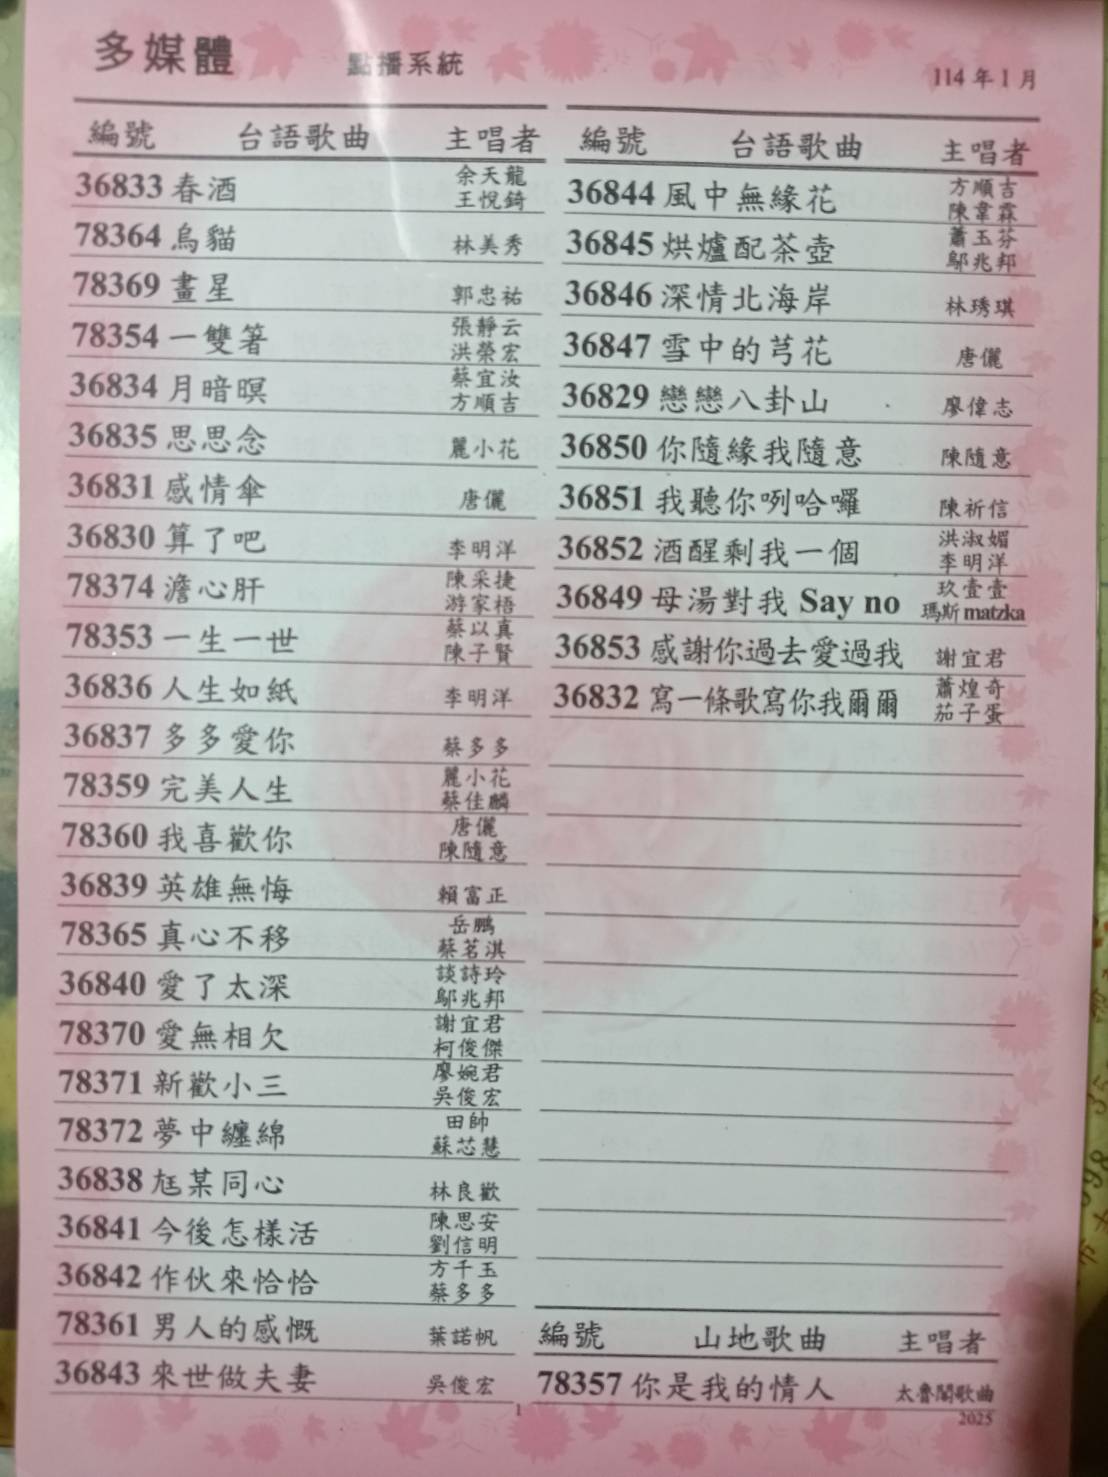 多媒體 點播系統 114年1月
編號 台語歌曲 主唱者
36833 春酒 余天龍 王悅錡
78364 烏貓 林美秀
78369 畫星 郭忠祐
78354 一雙箸 張靜云 洪榮宏
36834 月暗暝 蔡宜汝 方順吉
36835 思思念 麗小花
36831 感情傘 唐儷
36830 算了吧 李明洋
78374 澹心肝 陳采捷 游家梧
78353 一生一世 蔡以真 陳子賢
36836 人生如紙 李明洋
36837 多多愛你 蔡多多
78359 完美人生 麗小花 蔡佳麟
78360 我喜歡你 唐儷 陳隨意
36839 英雄無悔 賴富正
78365 真心不移 岳鵬 蔡茗淇
36840 愛了太深 談詩玲 鄔兆邦
78370 愛無相欠 謝宜君 柯俊傑
78371 新歡小三 廖婉君 吳俊宏
78372 夢中纏綿 田帥 蘇芯慧
36838 尪某同心 林良歡
36841 今後怎樣活 陳思安 劉信明
36842 作伙來恰恰 方千玉 蔡多多
78361 男人的感慨 葉諾帆
36843 來世做夫妻 吳俊宏
編號 台語歌曲 主唱者
36844 風中無緣花 方順吉 陳韋霖
36845 烘爐配茶壺 蕭玉芬 鄔兆邦
36846 深情北海岸 林琇琪
36847 雪中的芎花 唐儷
36829 戀戀八卦山 廖偉志
36850 你隨緣我隨意 陳隨意
36851 我聽你咧哈囉 陳祈信
36852 酒醒剩我一個 洪淑媚 李明洋
36849 母湯對我 Say no 玖壹壹 瑪斯matzka
36853 感謝你過去愛過我 謝宜君
36832 寫一條歌寫你我爾爾 蕭煌奇 茄子蛋
編號 山地歌曲 主唱者
78357 你是我的情人 太魯閣歌曲
1
2025